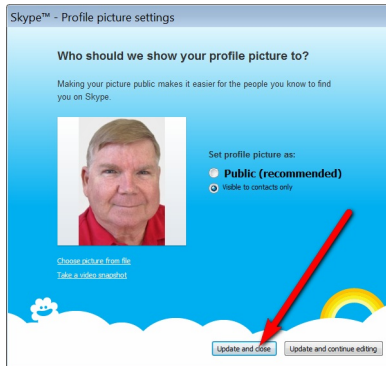 Skype™ - Profile picture settings
Who should we show your profile picture to?
Making your picture public makes it easier for the people you know to find
you on Skype.
Set profile picture as:
Public (recommended)
Visible to contacts only
Choose picture from file
Take a video snapshot
Update and close
Update and continue editing